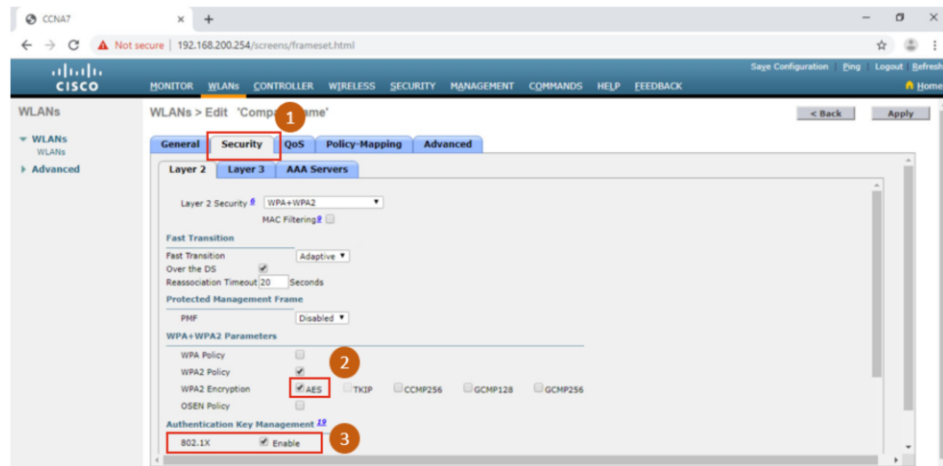 CCNA7
Not secure 192.168.200.254/screens/frameset.html
Save Configuration Ping Logout Refresh
CISCO MONITOR WLANs CONTROLLER WIRELESS SECURITY MANAGEMENT COMMANDS HELP FEEDBACK Home
WLANs WLANs > Edit 'Compa me' < Back Apply
1
WLANs
WLANs
Advanced
General Security QoS Policy-Mapping Advanced
Layer 2 Layer 3 AAA Servers
Layer 2 Security 6 WPA+WPA2
MAC Filtering 9
Fast Transition
Fast Transition Adaptive
Over the DS
Reassociation Timeout 20 Seconds
Protected Management Frame
PMF Disabled
WPA+WPA2 Parameters
WPA Policy
2
WPA2 Policy
WPA2 Encryption AES TKIP CCMP256 GCMP128 GCMP256
OSEN Policy
Authentication Key Management 19
802.1X Enable 3